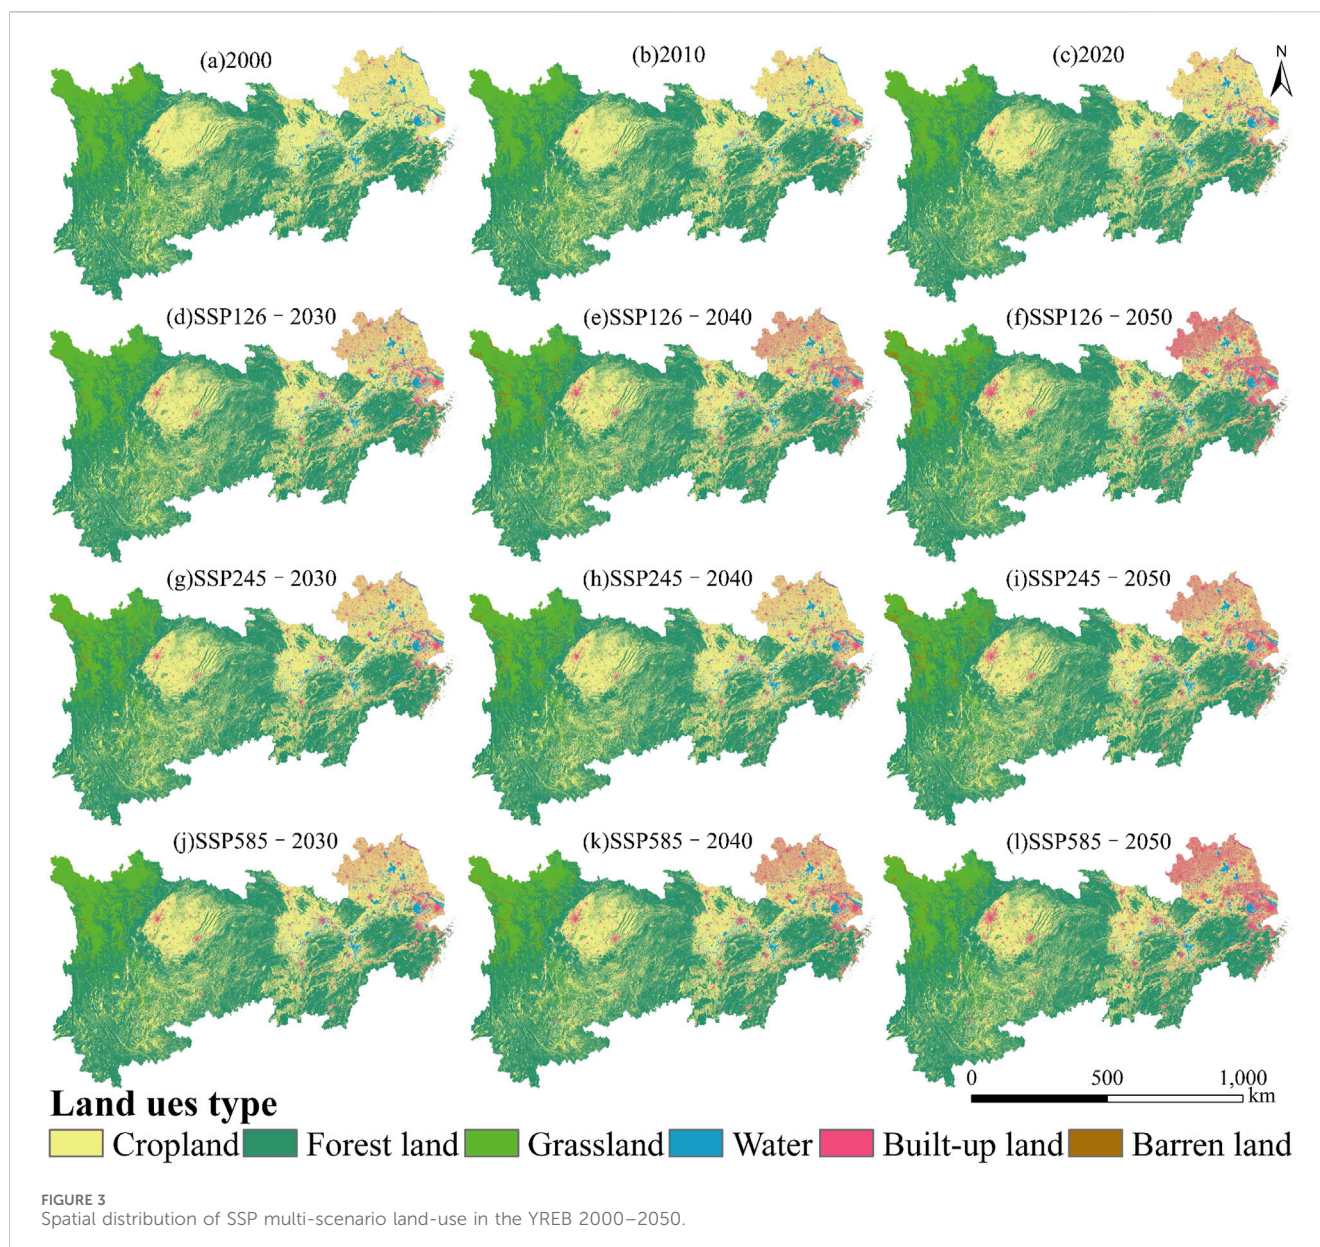 (a)2000
(b)2010
(c)2020
N
(d)SSP126－2030
(e)SSP126－2040
(f)SSP126－2050
(g)SSP245－2030
(h)SSP245－2040
(i)SSP245－2050
(j)SSP585－2030
(k)SSP585－2040
(l)SSP585－2050
0 500 1,000
km
Land ues type
Cropland Forest land Grassland Water Built-up land Barren land
FIGURE 3
Spatial distribution of SSP multi-scenario land-use in the YREB 2000–2050.